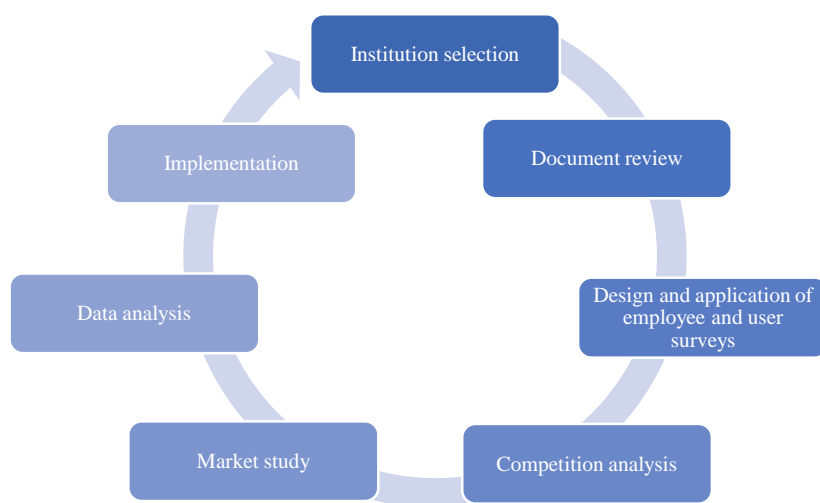 Institution selection
Document review
Design and application of
employee and user
surveys
Competition analysis
Market study
Data analysis
Implementation